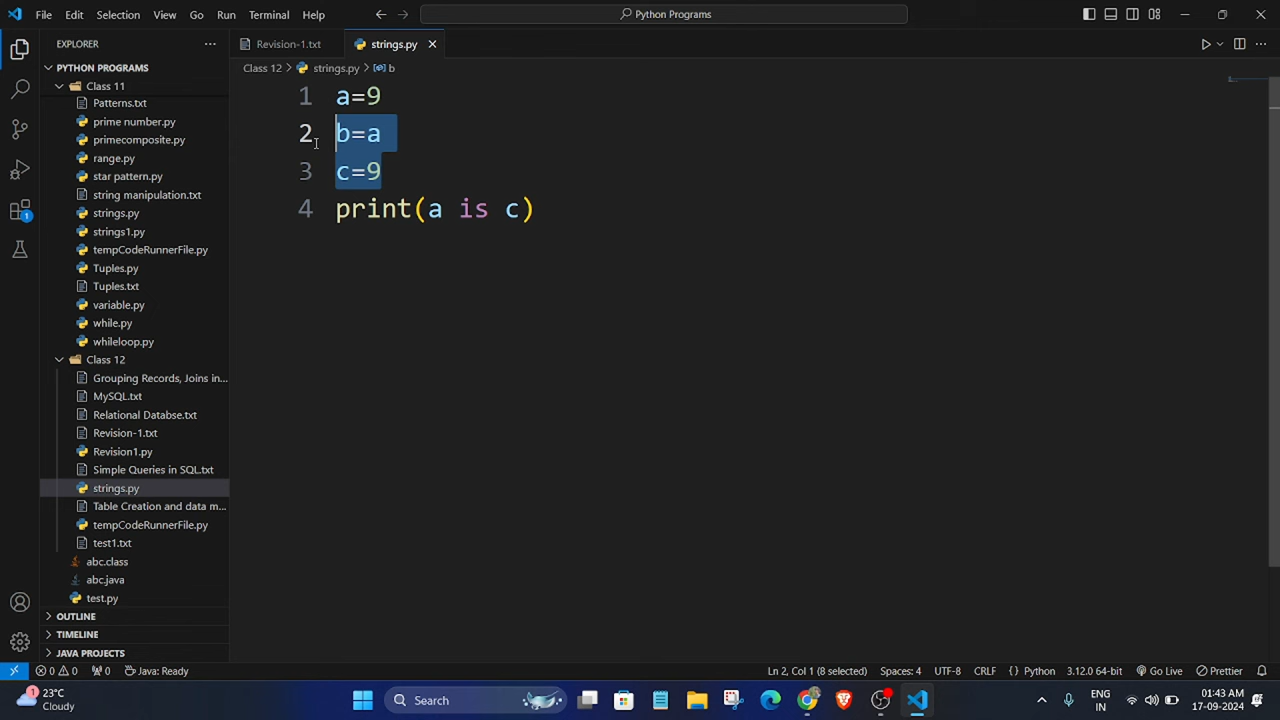 File Edit Selection View Go Run Terminal Help
Python Programs
EXPLORER
Revision-1.txt
strings.py
PYTHON PROGRAMS
Class 12
strings.py
b
Class 11
Patterns.txt
prime number.py
primecomposite.py
range.py
star pattern.py
string manipulation.txt
strings.py
strings1.py
tempCodeRunnerFile.py
Tuples.py
Tuples.txt
variable.py
while.py
whileloop.py
Class 12
Grouping Records, Joins in...
MySQL.txt
Relational Databse.txt
Revision-1.txt
Revision1.py
Simple Queries in SQL.txt
strings.py
Table Creation and data m...
tempCodeRunnerFile.py
test1.txt
abc.class
abc.java
test.py
OUTLINE
TIMELINE
JAVA PROJECTS
1 a=9
2 b=a
3 c=9
4 print(a is c)
1
0 0 0 Java: Ready
Ln 2, Col 1 (8 selected) Spaces: 4 UTF-8 CRLF Python 3.12.0 64-bit Go Live Prettier
1
23°C
Cloudy
Search
ENG
IN
01:43 AM
17-09-2024